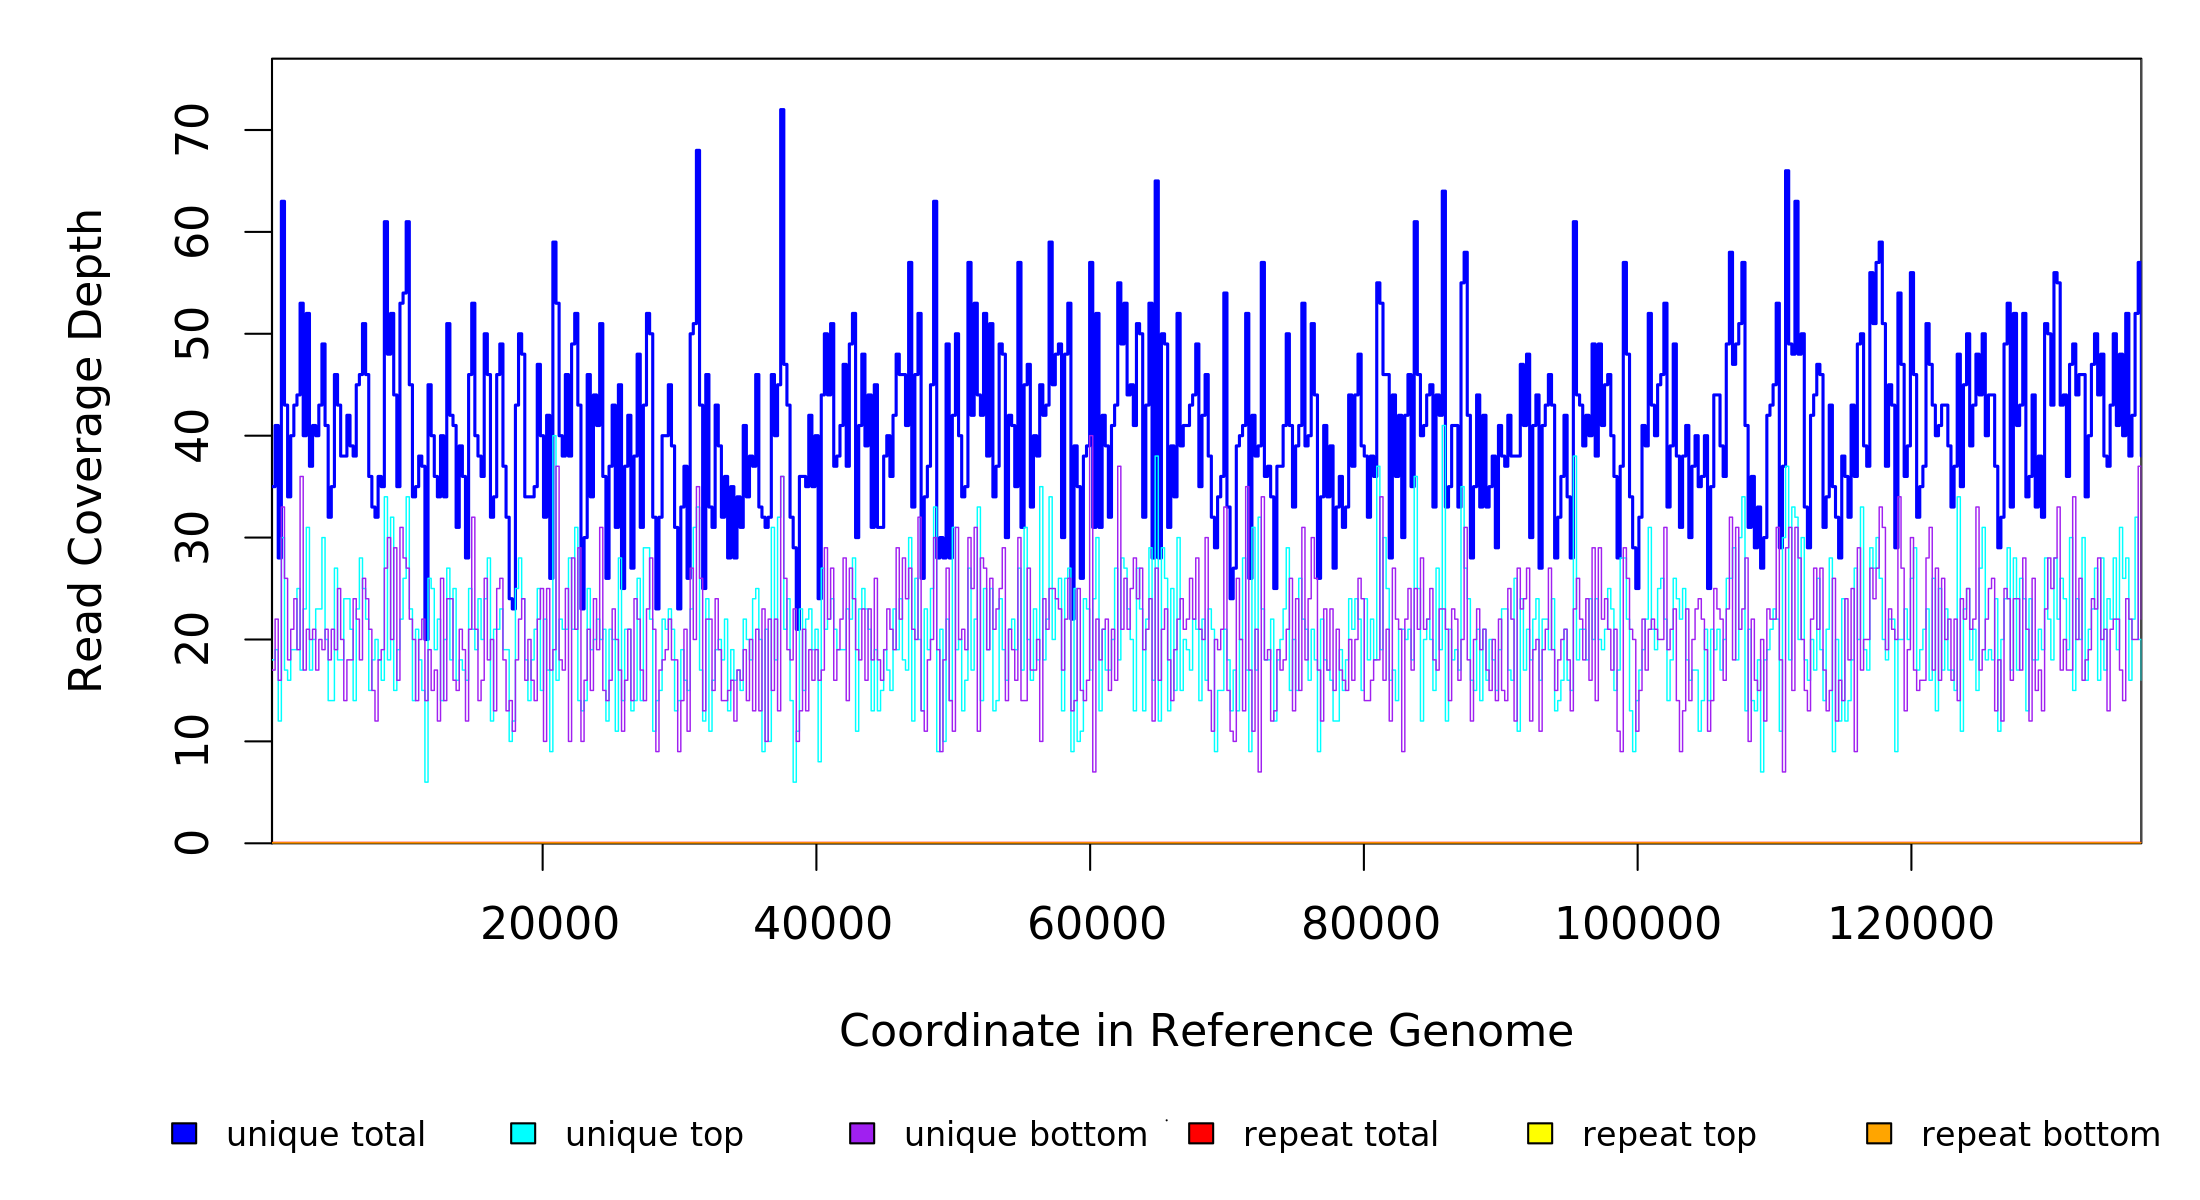 Read Coverage Depth
70
60
50
40
30
20
10
0
20000 40000 60000 80000 100000 120000
Coordinate in Reference Genome
unique total unique top unique bottom repeat total repeat top repeat bottom